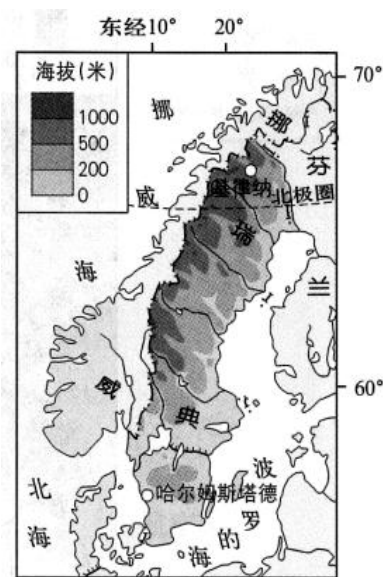 东经10° 20°
海拔(米)
1000
500
200
0
70°
60°
挪威海
挪威
芬兰
瑞典
基律纳
北极圈
哈尔姆斯塔德
北海
波罗的海